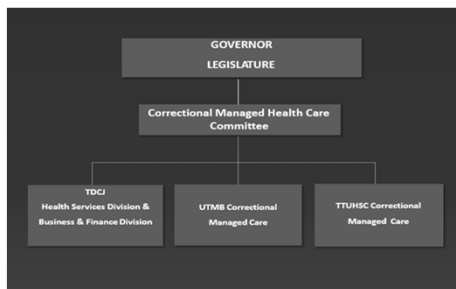 GOVERNOR
LEGISLATURE
Correctional Managed Health Care
Committee
TDCJ
Health Services Division &
Business & Finance Division
UTMB Correctional
Managed Care
TTUHSC Correctional
Managed Care